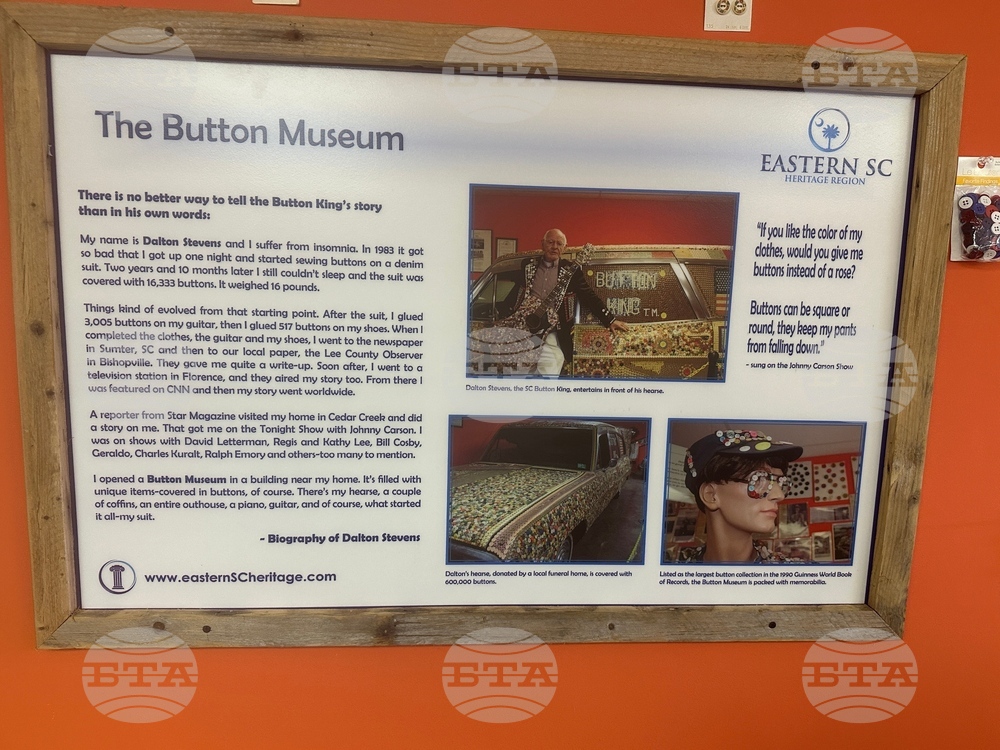 The Button Museum
EASTERN SC
HERITAGE REGION
There is no better way to tell the Button King's story
than in his own words:
My name is Dalton Stevens and I suffer from insomnia. In 1983 it got
so bad that I got up one night and started sewing buttons on a denim
suit. Two years and 10 months later I still couldn't sleep and the suit was
covered with 16,333 buttons. It weighed 16 pounds.
Things kind of evolved from that starting point. After the suit, I glued
3,005 buttons on my guitar, then I glued 517 buttons on my shoes. When I
completed the clothes, the guitar and my shoes, I went to the newspaper
in Sumter, SC and then to our local paper, the Lee County Observer
in Bishopville. They gave me quite a write-up. Soon after, I went to a
television station in Florence, and they aired my story too. From there I
was featured on CNN and then my story went worldwide.
A reporter from Star Magazine visited my home in Cedar Creek and did
a story on me. That got me on the Tonight Show with Johnny Carson. I
was on shows with David Letterman, Regis and Kathy Lee, Bill Cosby,
Geraldo, Charles Kuralt, Ralph Emory and others-too many to mention.
I opened a Button Museum in a building near my home. It's filled with
unique items-covered in buttons, of course. There's my hearse, a couple
of coffins, an entire outhouse, a piano, guitar, and of course, what started
it all-my suit.
- Biography of Dalton Stevens
www.easternSCheritage.com
BUTTON
KING TM.
Dalton Stevens, the SC Button King, entertains in front of his hearse.
"If you like the color of my
clothes, would you give me
buttons instead of a rose?
Buttons can be square or
round, they keep my pants
from falling down."
- sung on the Johnny Carson Show
Dalton's hearse, donated by a local funeral home, is covered with
600,000 buttons.
Listed as the largest button collection in the 1990 Guinness World Book
of Records, the Button Museum is packed with memorabilia.
БТА
БТА
БТА
БТА
БТА
БТА
БТА
БТА
БТА